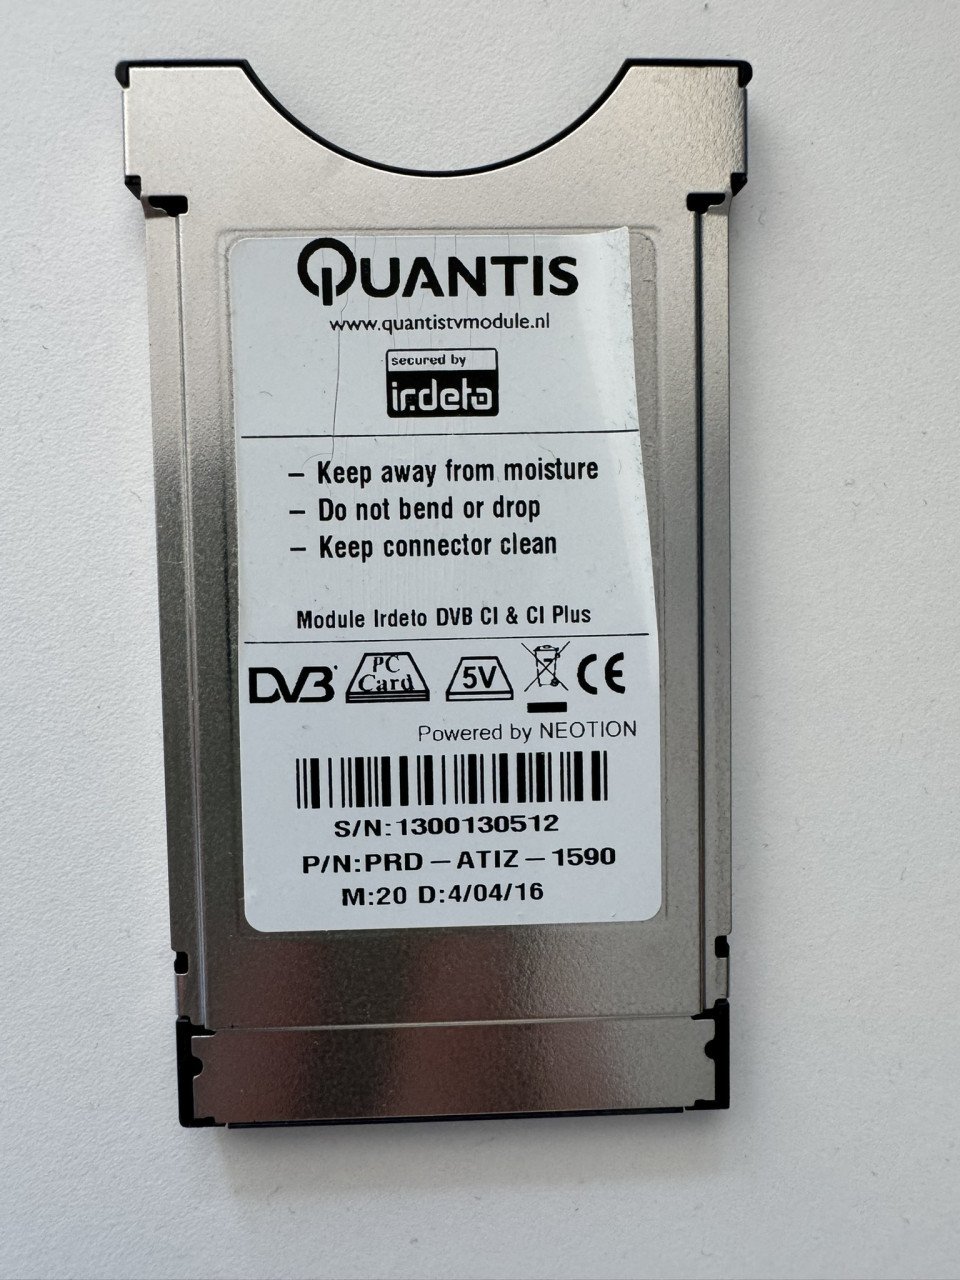 QUANTIS
www.quantistvmodule.nl
secured by
irdeto
– Keep away from moisture
– Do not bend or drop
– Keep connector clean
Module Irdeto DVB CI & CI Plus
DVB PC Card 5V CE
Powered by NEOTION
S/N:1300130512
P/N:PRD–ATIZ–1590
M:20 D:4/04/16